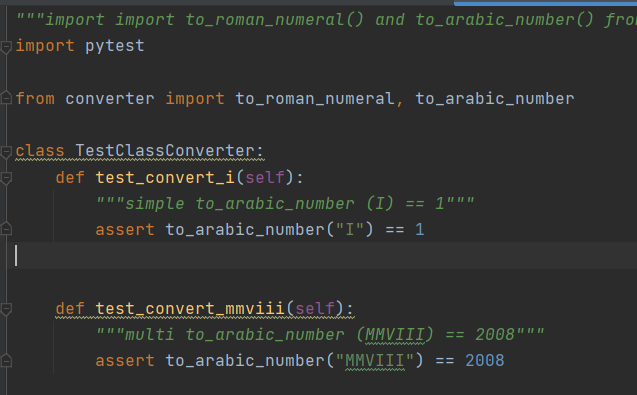 """import import to_roman_numeral() and to_arabic_number() from
import pytest
from converter import to_roman_numeral, to_arabic_number
class TestClassConverter:
def test_convert_i(self):
"""simple to_arabic_number (I) == 1"""
assert to_arabic_number("I") == 1
def test_convert_mmviii(self):
"""multi to_arabic_number (MMVIII) == 2008"""
assert to_arabic_number("MMVIII") == 2008